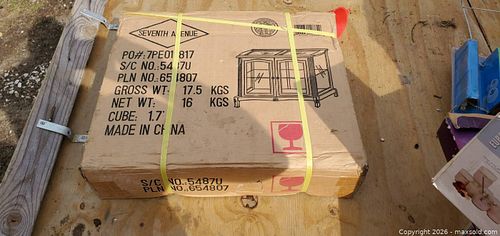 SEVENTH AVENUE
PO#:7PE01817
S/C NO.:5487U
PLN NO.:654807
GROSS WT: 17.5 KGS
NET WT: 16 KGS
CUBE: 1.7'
MADE IN CHINA
S/C NO.:5487U
PLN NO.:654807
Copyright 2026 - maxsold.com